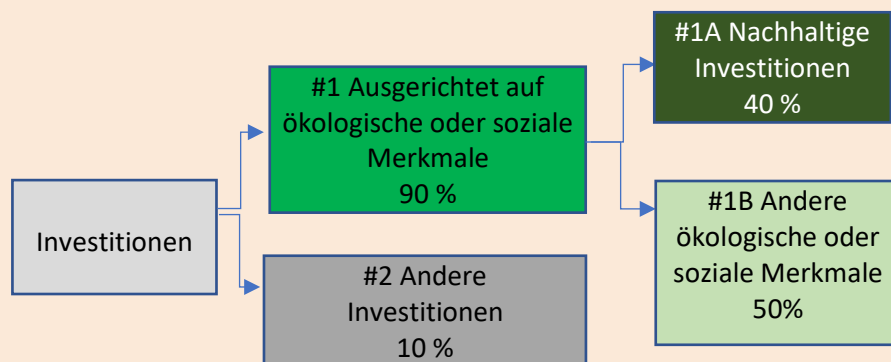 Investitionen
#1 Ausgerichtet auf
ökologische oder soziale
Merkmale
90 %
#2 Andere
Investitionen
10 %
#1A Nachhaltige
Investitionen
40 %
#1B Andere
ökologische oder
soziale Merkmale
50%